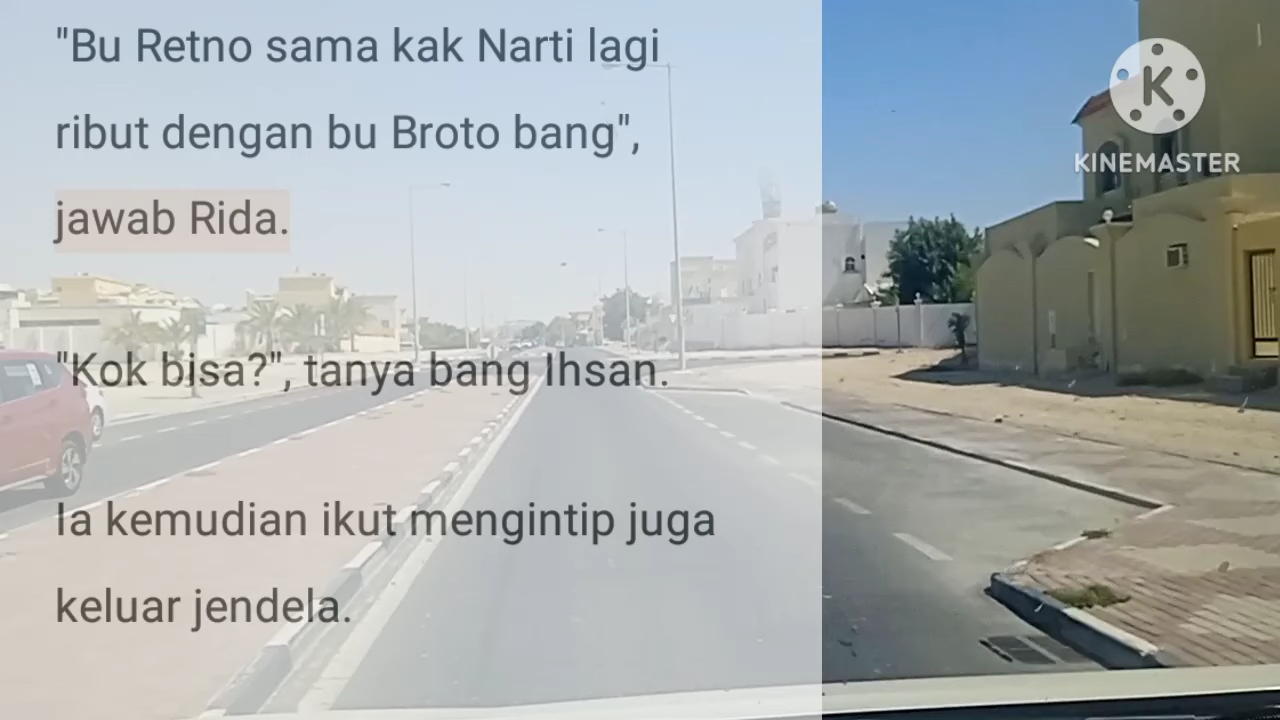 "Bu Retno sama kak Narti lagi
ribut dengan bu Broto bang",
jawab Rida.
"Kok bisa?", tanya bang Ihsan.
Ia kemudian ikut mengintip juga
keluar jendela.
KINEMASTER